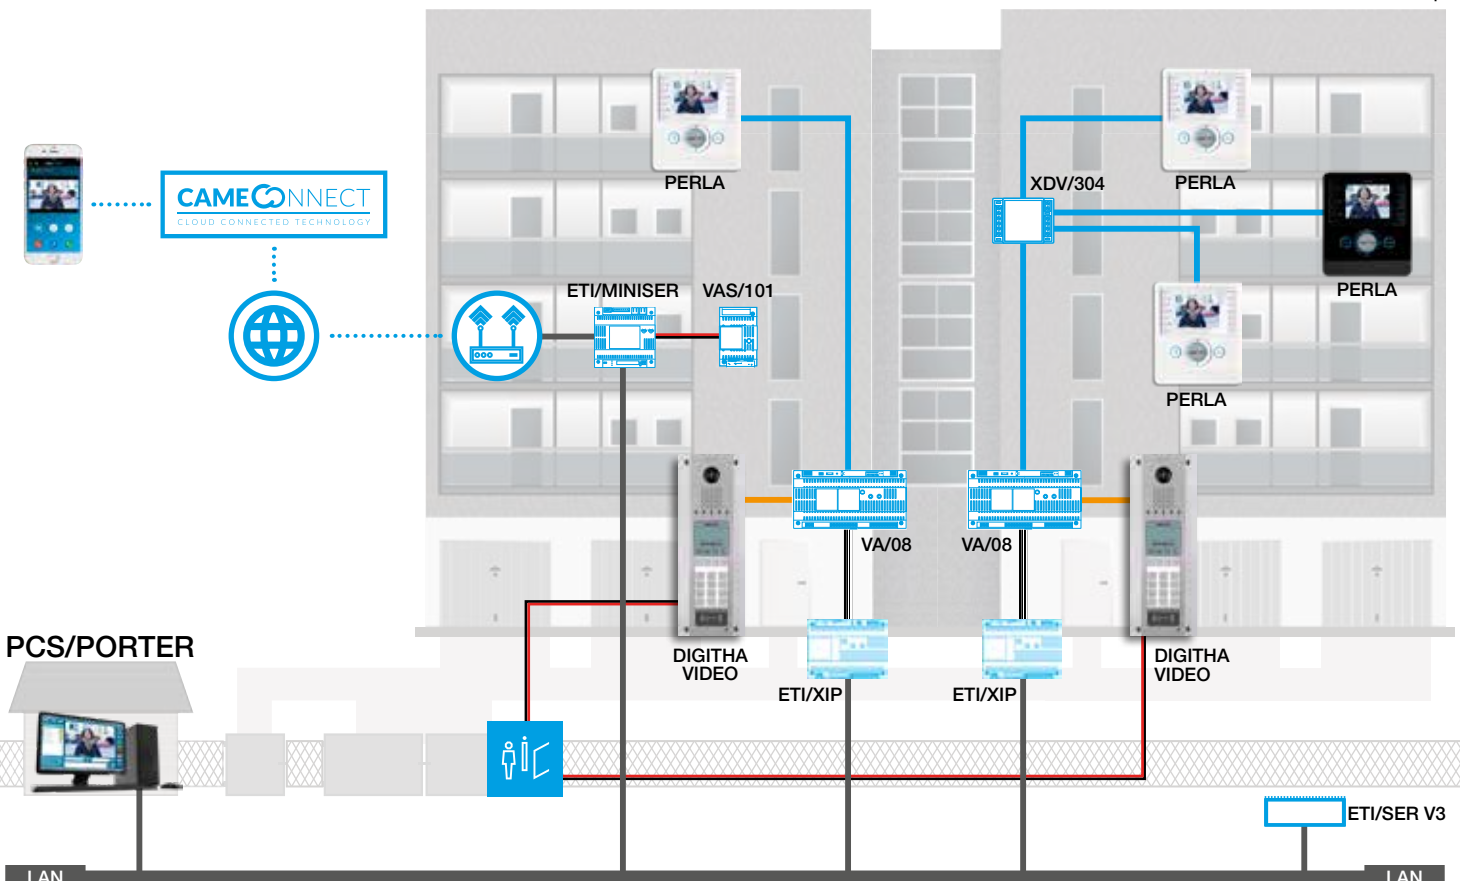 PERLA
PERLA
XDV/304
CAMECONNECT
CLOUD CONNECTED TECHNOLOGY
ETI/MINISER
VAS/101
PERLA
PERLA
VA/08
VA/08
PCS/PORTER
DIGITHA
VIDEO
DIGITHA
VIDEO
ETI/XIP
ETI/XIP
ETI/SER V3
LAN
LAN